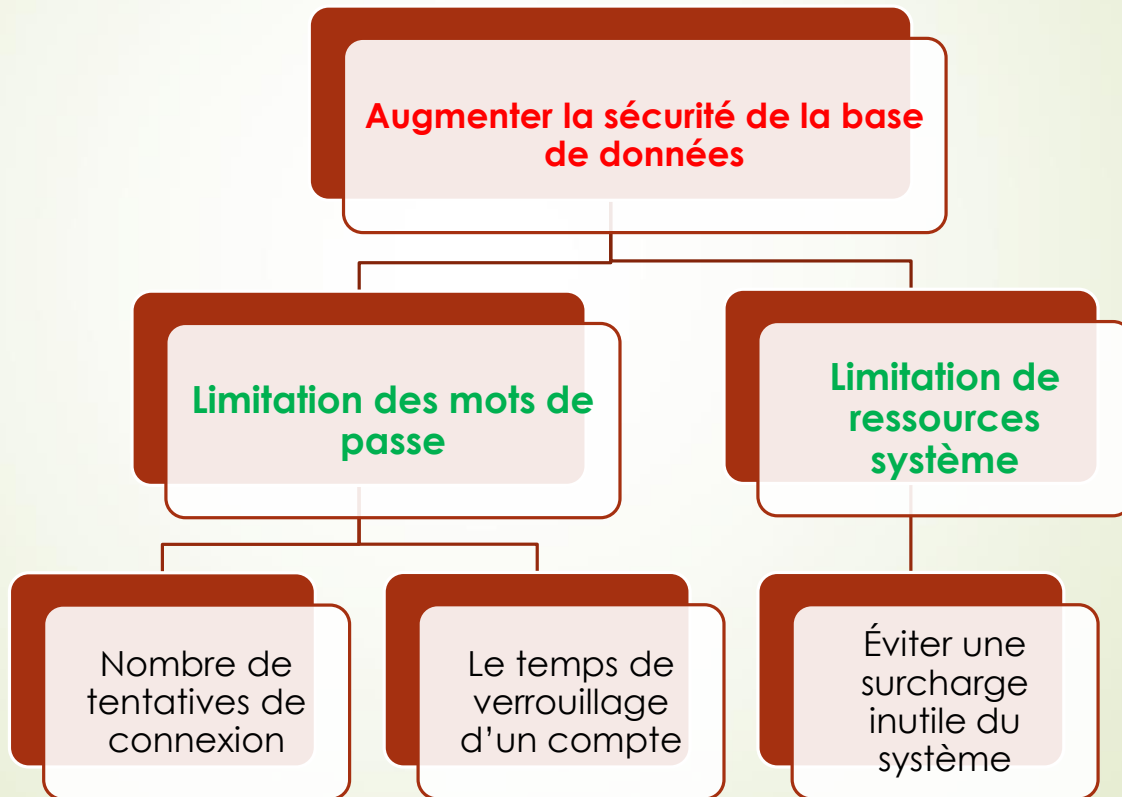 Augmenter la sécurité de la base
de données
Limitation des mots de
passe
Limitation de
ressources
système
Nombre de
tentatives de
connexion
Le temps de
verrouillage
d’un compte
Éviter une
surcharge
inutile du
système